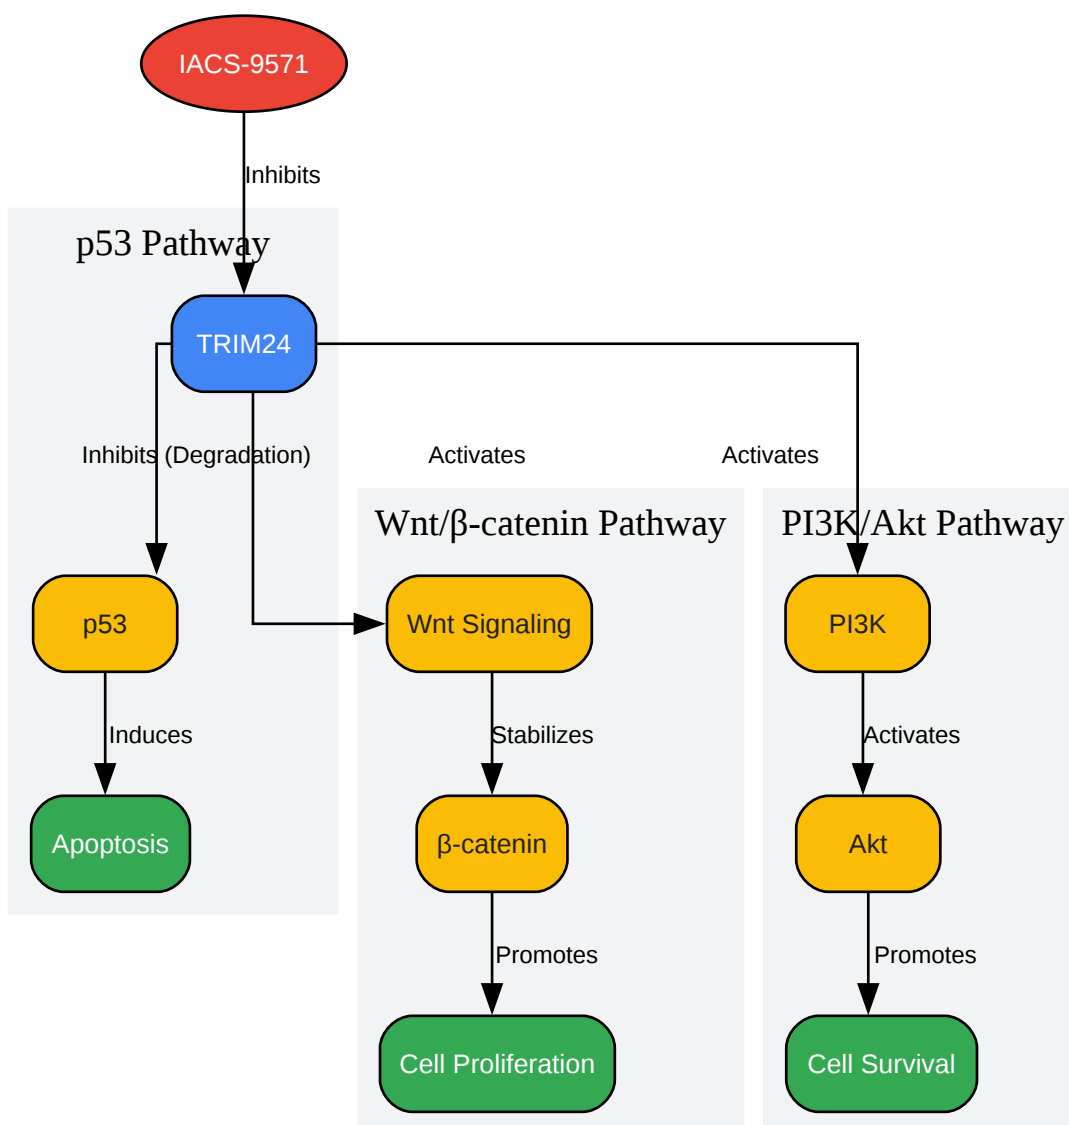 IACS-9571
Inhibits
p53 Pathway
TRIM24
Inhibits (Degradation)
Activates
Activates
Wnt/β-catenin Pathway
PI3K/Akt Pathway
p53
Wnt Signaling
PI3K
Induces
Stabilizes
Activates
Apoptosis
β-catenin
Akt
Promotes
Promotes
Cell Proliferation
Cell Survival